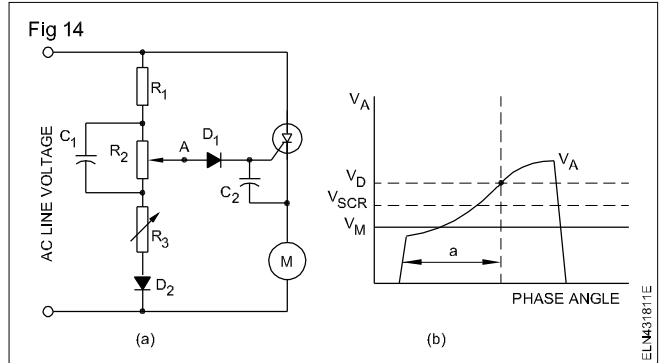 Fig 14
AC LINE VOLTAGE
R1
C1
R2
A
D1
C2
R3
D2
M
(a)
VA
VD
VSCR
VM
VA
a
PHASE ANGLE
(b)
ELN431811E